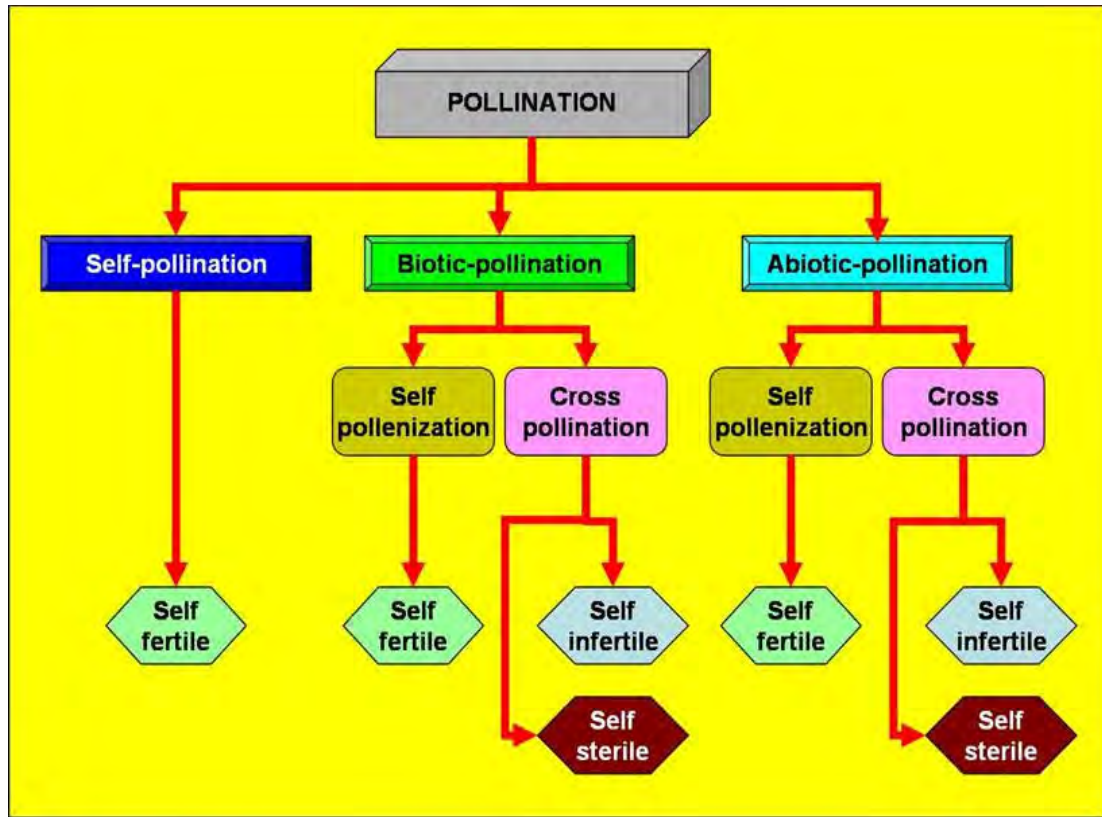 POLLINATION
Self-pollination
Biotic-pollination
Abiotic-pollination
Self
pollenization
Cross
pollination
Self
pollenization
Cross
pollination
Self
fertile
Self
fertile
Self
infertile
Self
fertile
Self
infertile
Self
sterile
Self
sterile